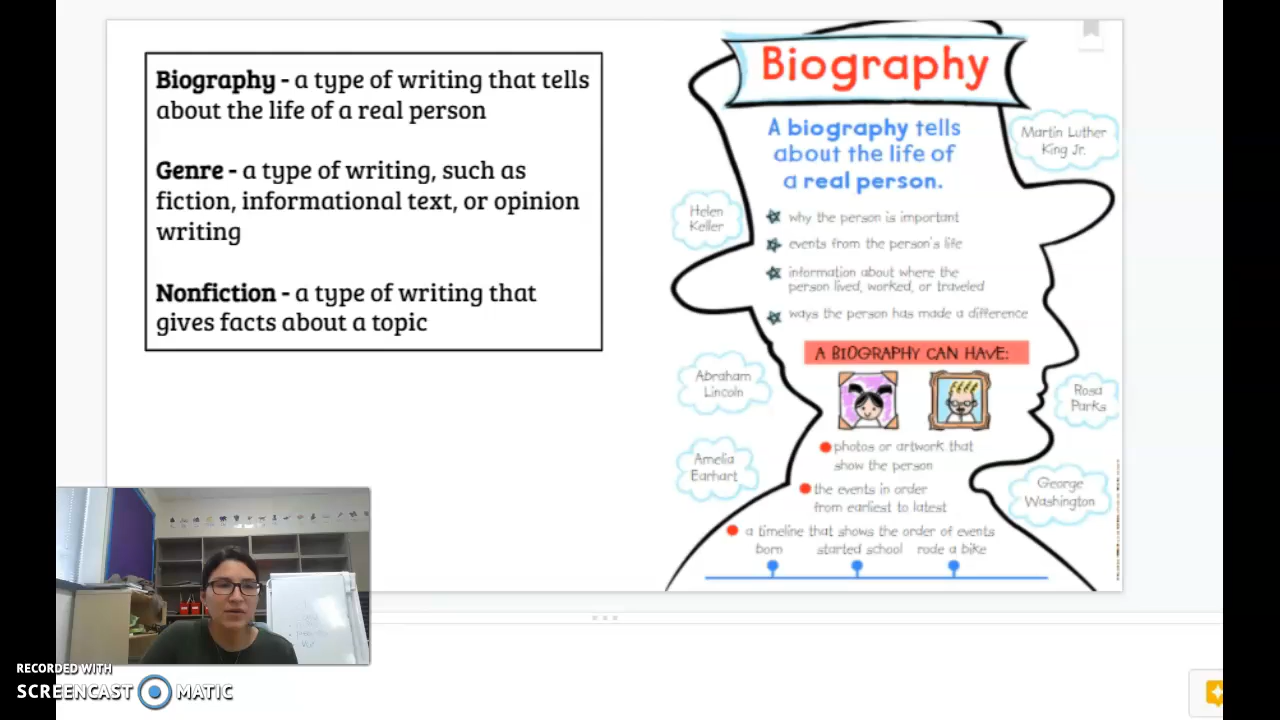 Biography - a type of writing that tells
about the life of a real person
Genre - a type of writing, such as
fiction, informational text, or opinion
writing
Nonfiction - a type of writing that
gives facts about a topic
Biography
A biography tells
about the life of
a real person.
why the person is important
events from the person's life
information about where the
person lived, worked, or traveled
ways the person has made a difference
A BIOGRAPHY CAN HAVE:
photos or artwork that
show the person
the events in order
from earliest to latest
a timeline that shows the order of events
born started school rode a bike
Martin Luther
King Jr.
Helen
Keller
Abraham
Lincoln
Rosa
Parks
Amelia
Earhart
George
Washington
RECORDED WITH
SCREENCAST MATIC